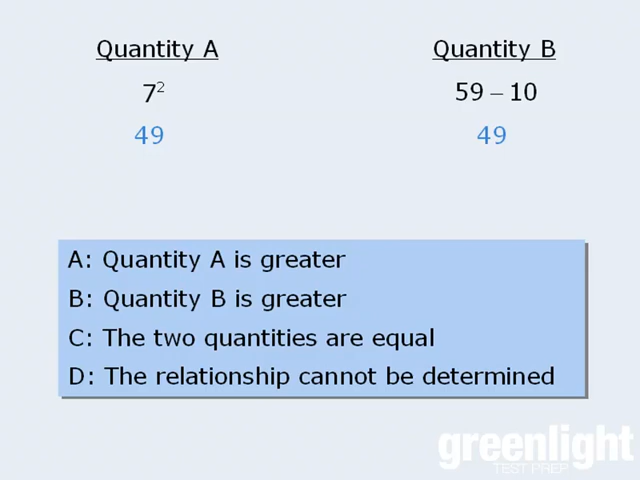 Quantity A Quantity B
7² 59 – 10
49 49
A: Quantity A is greater
B: Quantity B is greater
C: The two quantities are equal
D: The relationship cannot be determined
greenlight
TEST PREP